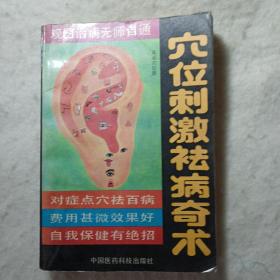 观图治病无师自通
穴位刺激祛病奇术
对症点穴祛百病
费用甚微效果好
自我保健有绝招
中国医药科技出版社